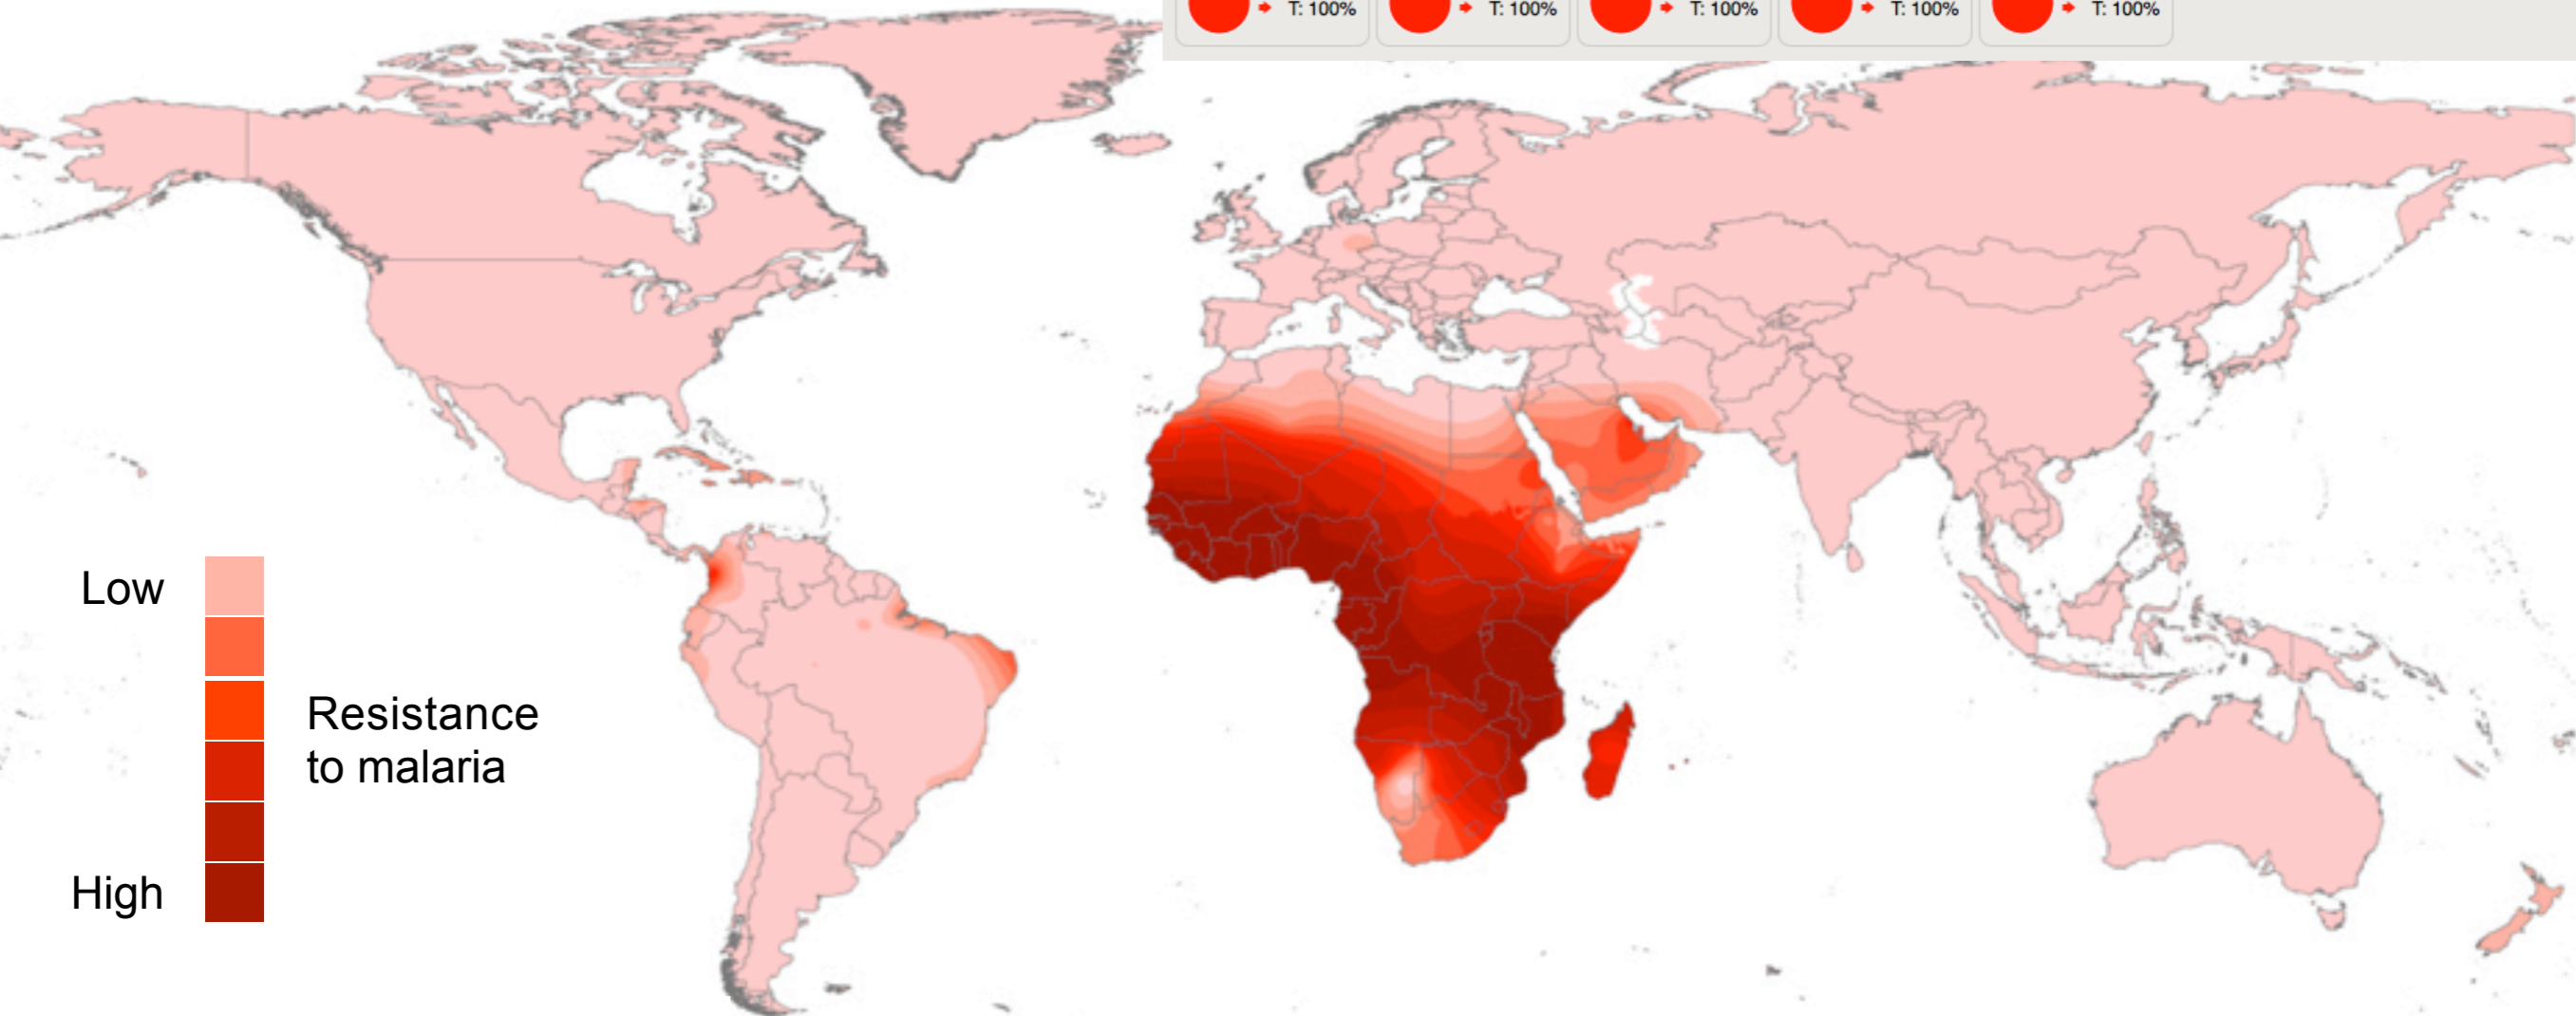 T: 100% T: 100% T: 100% T: 100% T: 100%
Low
Resistance
to malaria
High